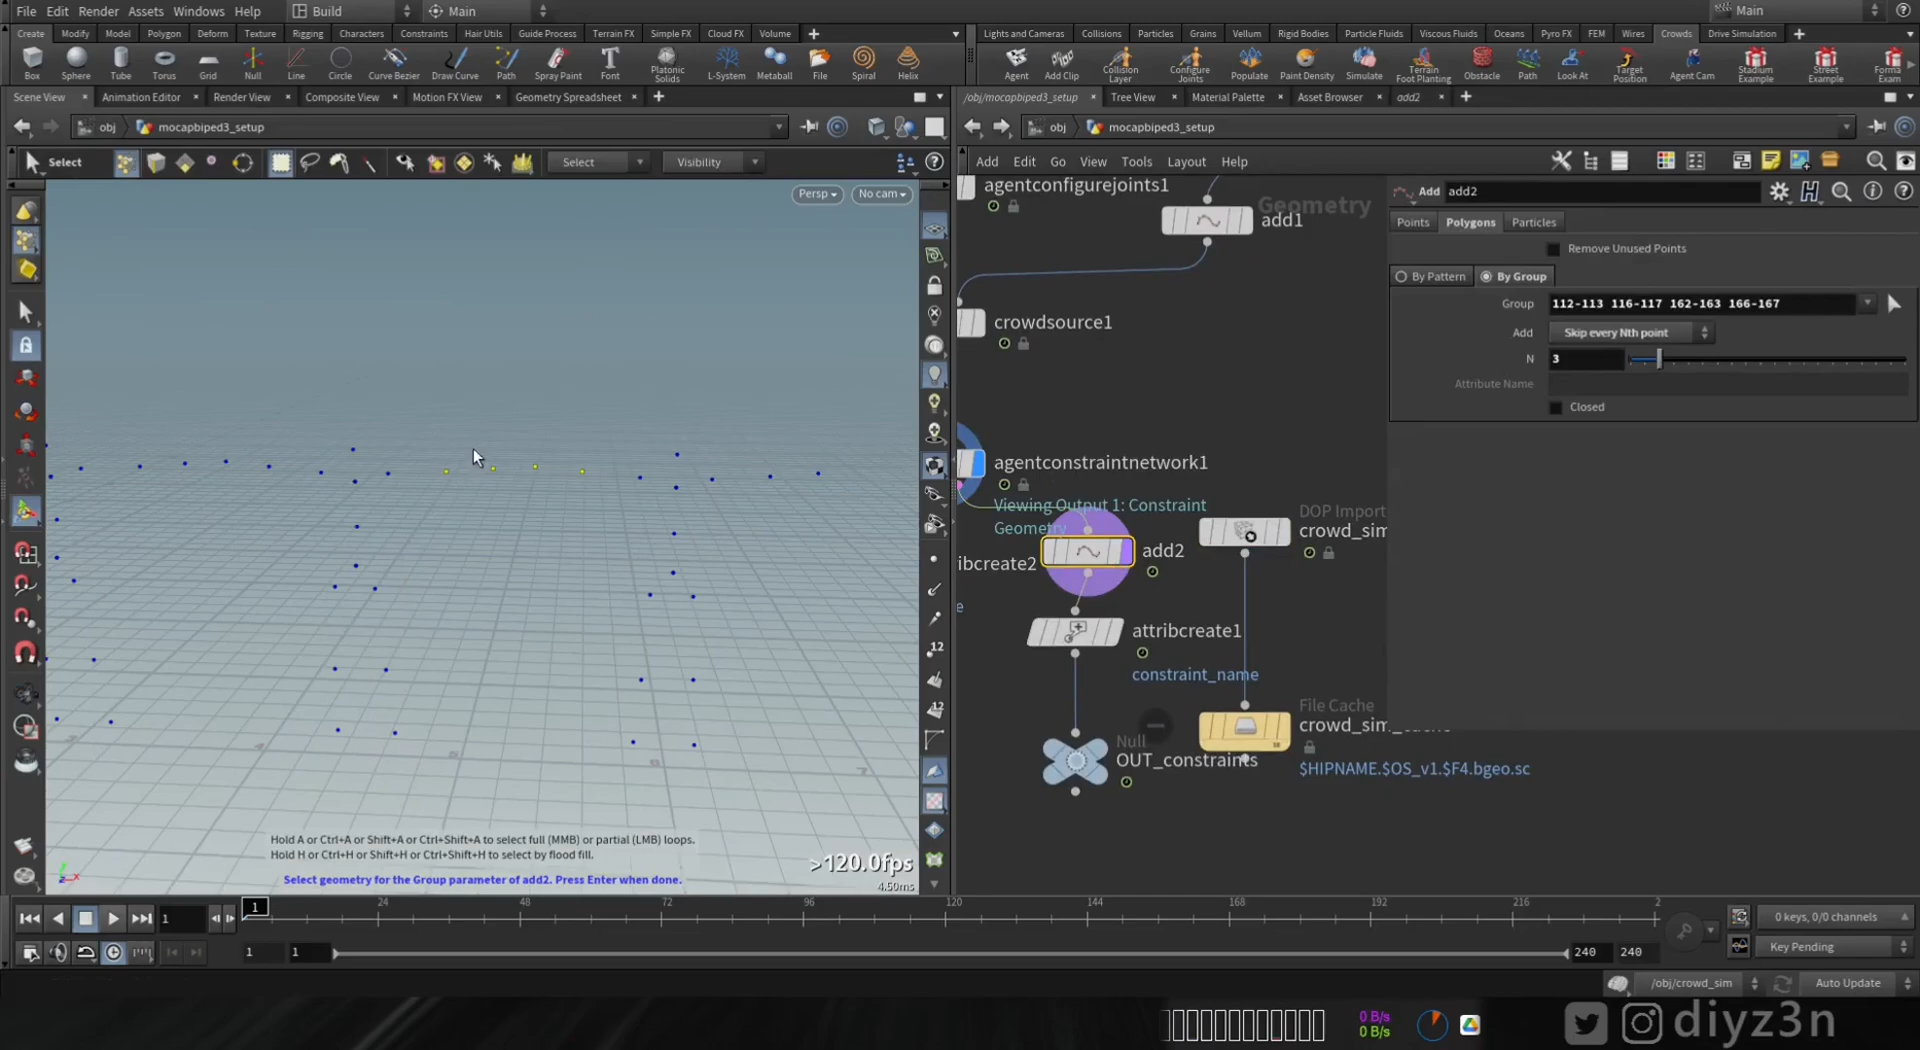 File Edit Render Assets Windows Help Build Main Main
Create Modify Model Polygon Deform Texture Rigging Characters Constraints Hair Utils Guide Process Terrain FX Simple FX Cloud FX Volume
Lights and Cameras Collisions Particles Grains Vellum Rigid Bodies Particle Fluids Viscous Fluids Oceans Pyro FX FEM Wires Crowds Drive Simulation
Box Sphere Tube Torus Grid Null Line Circle Curve Bezier Draw Curve Path Spray Paint Font Platonic Solids L-System Metaball File Spiral Helix
Agent Add Clip Collision Layer Configure Joints Populate Paint Density Simulate Terrain Foot Planting Obstacle Path Look At Target Position Agent Cam Stadium Example Street Example Forma Exam
Scene View Animation Editor Render View Composite View Motion FX View Geometry Spreadsheet
/obj/mocapbiped3_setup Tree View Material Palette Asset Browser add2
obj mocapbiped3_setup
obj mocapbiped3_setup
Select Select Visibility
Add Edit Go View Tools Layout Help
Persp No cam
agentconfigurejoints1
Geometry
add1
Add add2
Points Polygons Particles
Remove Unused Points
By Pattern By Group
Group 112-113 116-117 162-163 166-167
Add Skip every Nth point
N 3
Attribute Name
Closed
crowdsource1
agentconstraintnetwork1
Viewing Output 1: Constraint
Geometry
DOP Import
crowd_sim
add2
ibcreate2
e
attribcreate1
constraint_name
File Cache
crowd_sim_cache
Null
OUT_constraints
$HIPNAME.$OS_v1.$F4.bgeo.sc
12
12
4
5
6
7
Hold A or Ctrl+A or Shift+A or Ctrl+Shift+A to select full (MMB) or partial (LMB) loops.
Hold H or Ctrl+H or Shift+H or Ctrl+Shift+H to select by flood fill.
Select geometry for the Group parameter of add2. Press Enter when done.
>120.0fps
4.50ms
z x
1 1 24 48 72 96 120 144 168 192 216 2
0 keys, 0/0 channels
1 1 240 240
Key Pending
/obj/crowd_sim Auto Update
0 B/s
0 B/s
diyz3n